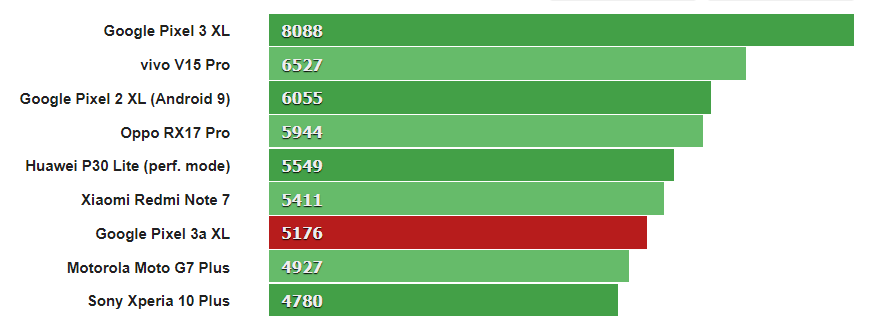 Google Pixel 3 XL 8088
vivo V15 Pro 6527
Google Pixel 2 XL (Android 9) 6055
Oppo RX17 Pro 5944
Huawei P30 Lite (perf. mode) 5549
Xiaomi Redmi Note 7 5411
Google Pixel 3a XL 5176
Motorola Moto G7 Plus 4927
Sony Xperia 10 Plus 4780